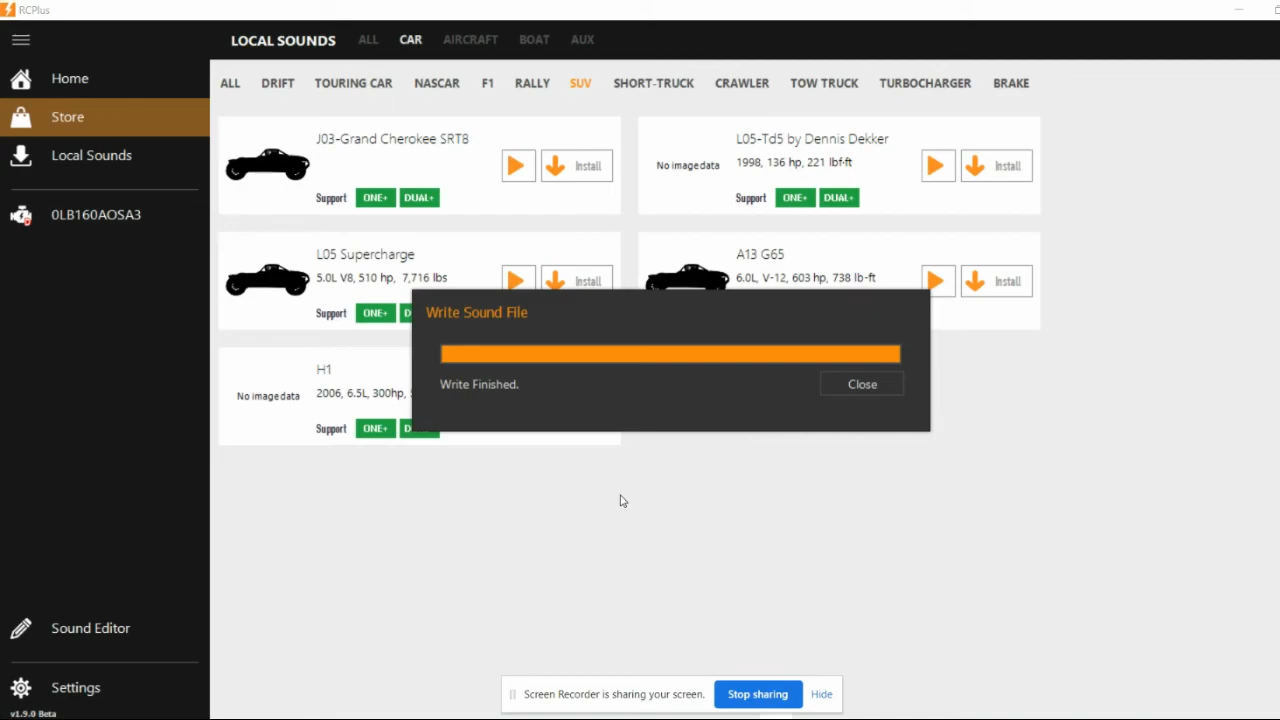 RCPlus
LOCAL SOUNDS ALL CAR AIRCRAFT BOAT AUX
Home
Store
Local Sounds
0LB160AOSA3
Sound Editor
Settings
v1.9.0 Beta
ALL DRIFT TOURING CAR NASCAR F1 RALLY SUV SHORT-TRUCK CRAWLER TOW TRUCK TURBOCHARGER BRAKE
J03-Grand Cherokee SRT8
Install
Support ONE+ DUAL+
L05-Td5 by Dennis Dekker
No image data
1998, 136 hp, 221 lbf-ft
Install
Support ONE+ DUAL+
L05 Supercharge
5.0L V8, 510 hp, 7,716 lbs
Install
Support ONE+
A13 G65
6.0L, V-12, 603 hp, 738 lb-ft
Install
H1
No image data
2006, 6.5L, 300hp,
Support ONE+
Write Sound File
Write Finished.
Close
Screen Recorder is sharing your screen. Stop sharing Hide